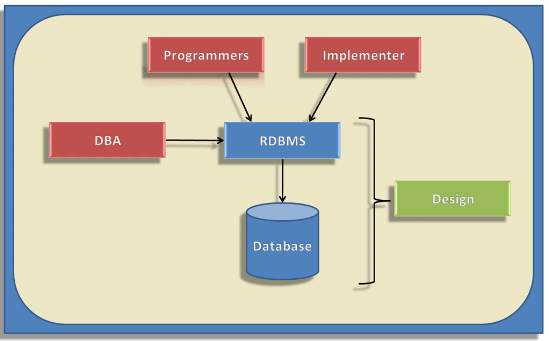 Programmers
Implementer
DBA
RDBMS
Design
Database